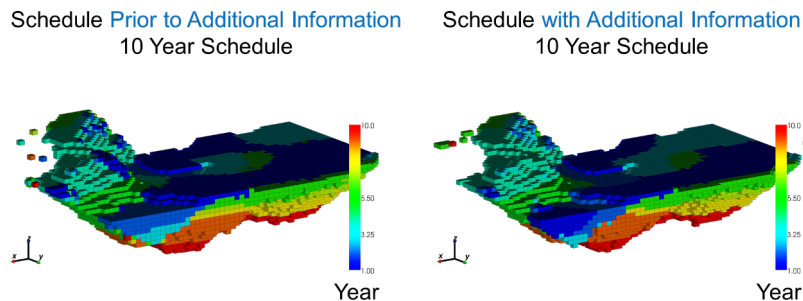 Schedule Prior to Additional Information
10 Year Schedule
10.0
5.50
3.25
1.00
Year
z
x
y
Schedule with Additional Information
10 Year Schedule
10.0
5.50
3.25
1.00
Year
z
x
y